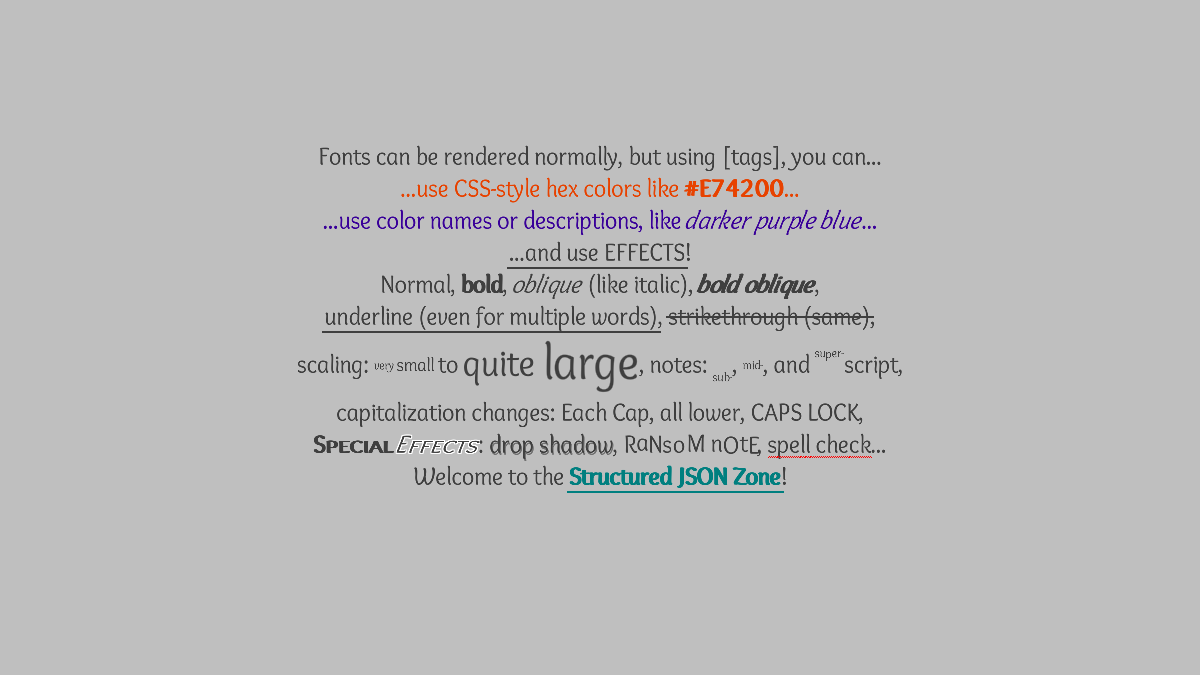 Fonts can be rendered normally, but using [tags], you can...
...use CSS-style hex colors like #E74200...
...use color names or descriptions, like darker purple blue...
...and use EFFECTS!
Normal, bold, oblique (like italic), bold oblique,
underline (even for multiple words), strikethrough (same),
scaling: very small to quite large, notes: sub-, mid-, and super-script,
capitalization changes: Each Cap, all lower, CAPS LOCK,
SPECIAL EFFECTS: drop shadow, RaNsoM nOtE, spell check...
Welcome to the Structured JSON Zone!